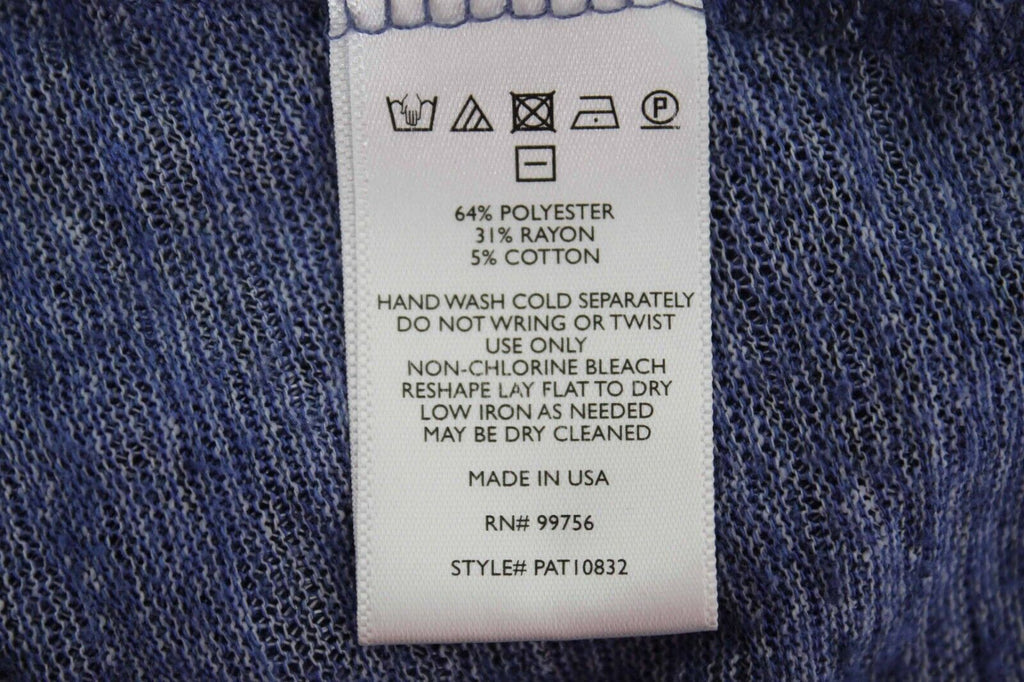 P
64% POLYESTER
31% RAYON
5% COTTON
HAND WASH COLD SEPARATELY
DO NOT WRING OR TWIST
USE ONLY
NON-CHLORINE BLEACH
RESHAPE LAY FLAT TO DRY
LOW IRON AS NEEDED
MAY BE DRY CLEANED
MADE IN USA
RN# 99756
STYLE# PAT10832